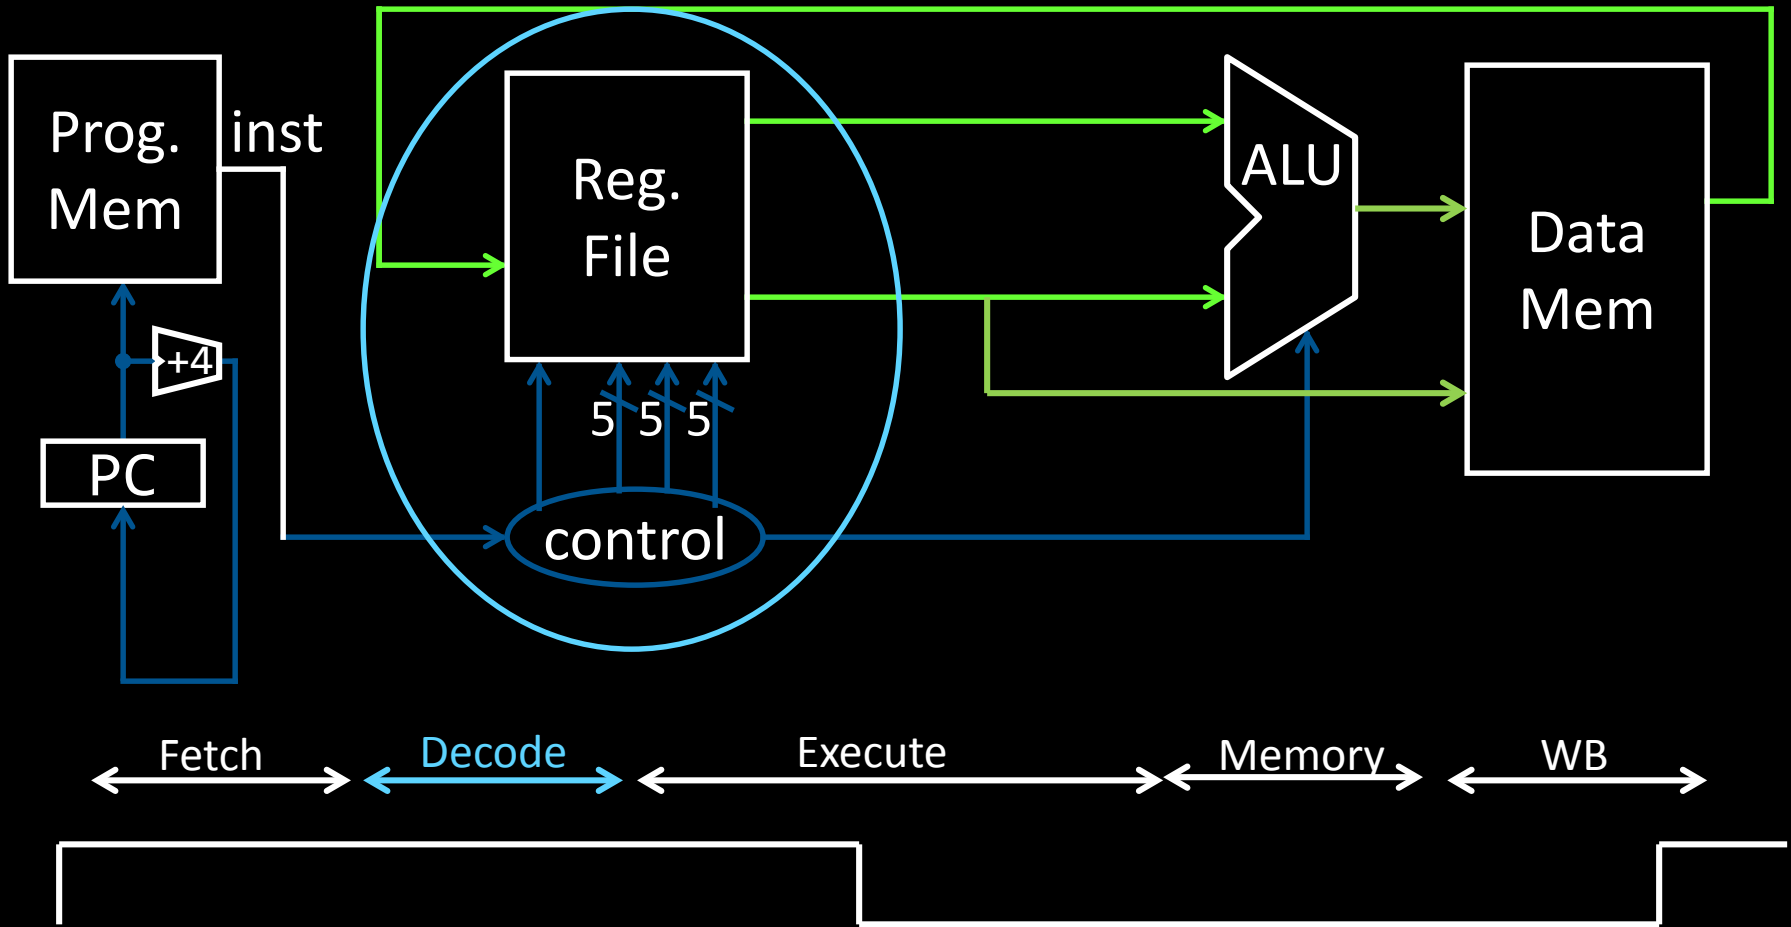 Prog.
Mem
inst
Reg.
File
ALU
Data
Mem
+4
5 5 5
PC
control
Fetch
Decode
Execute
Memory
WB